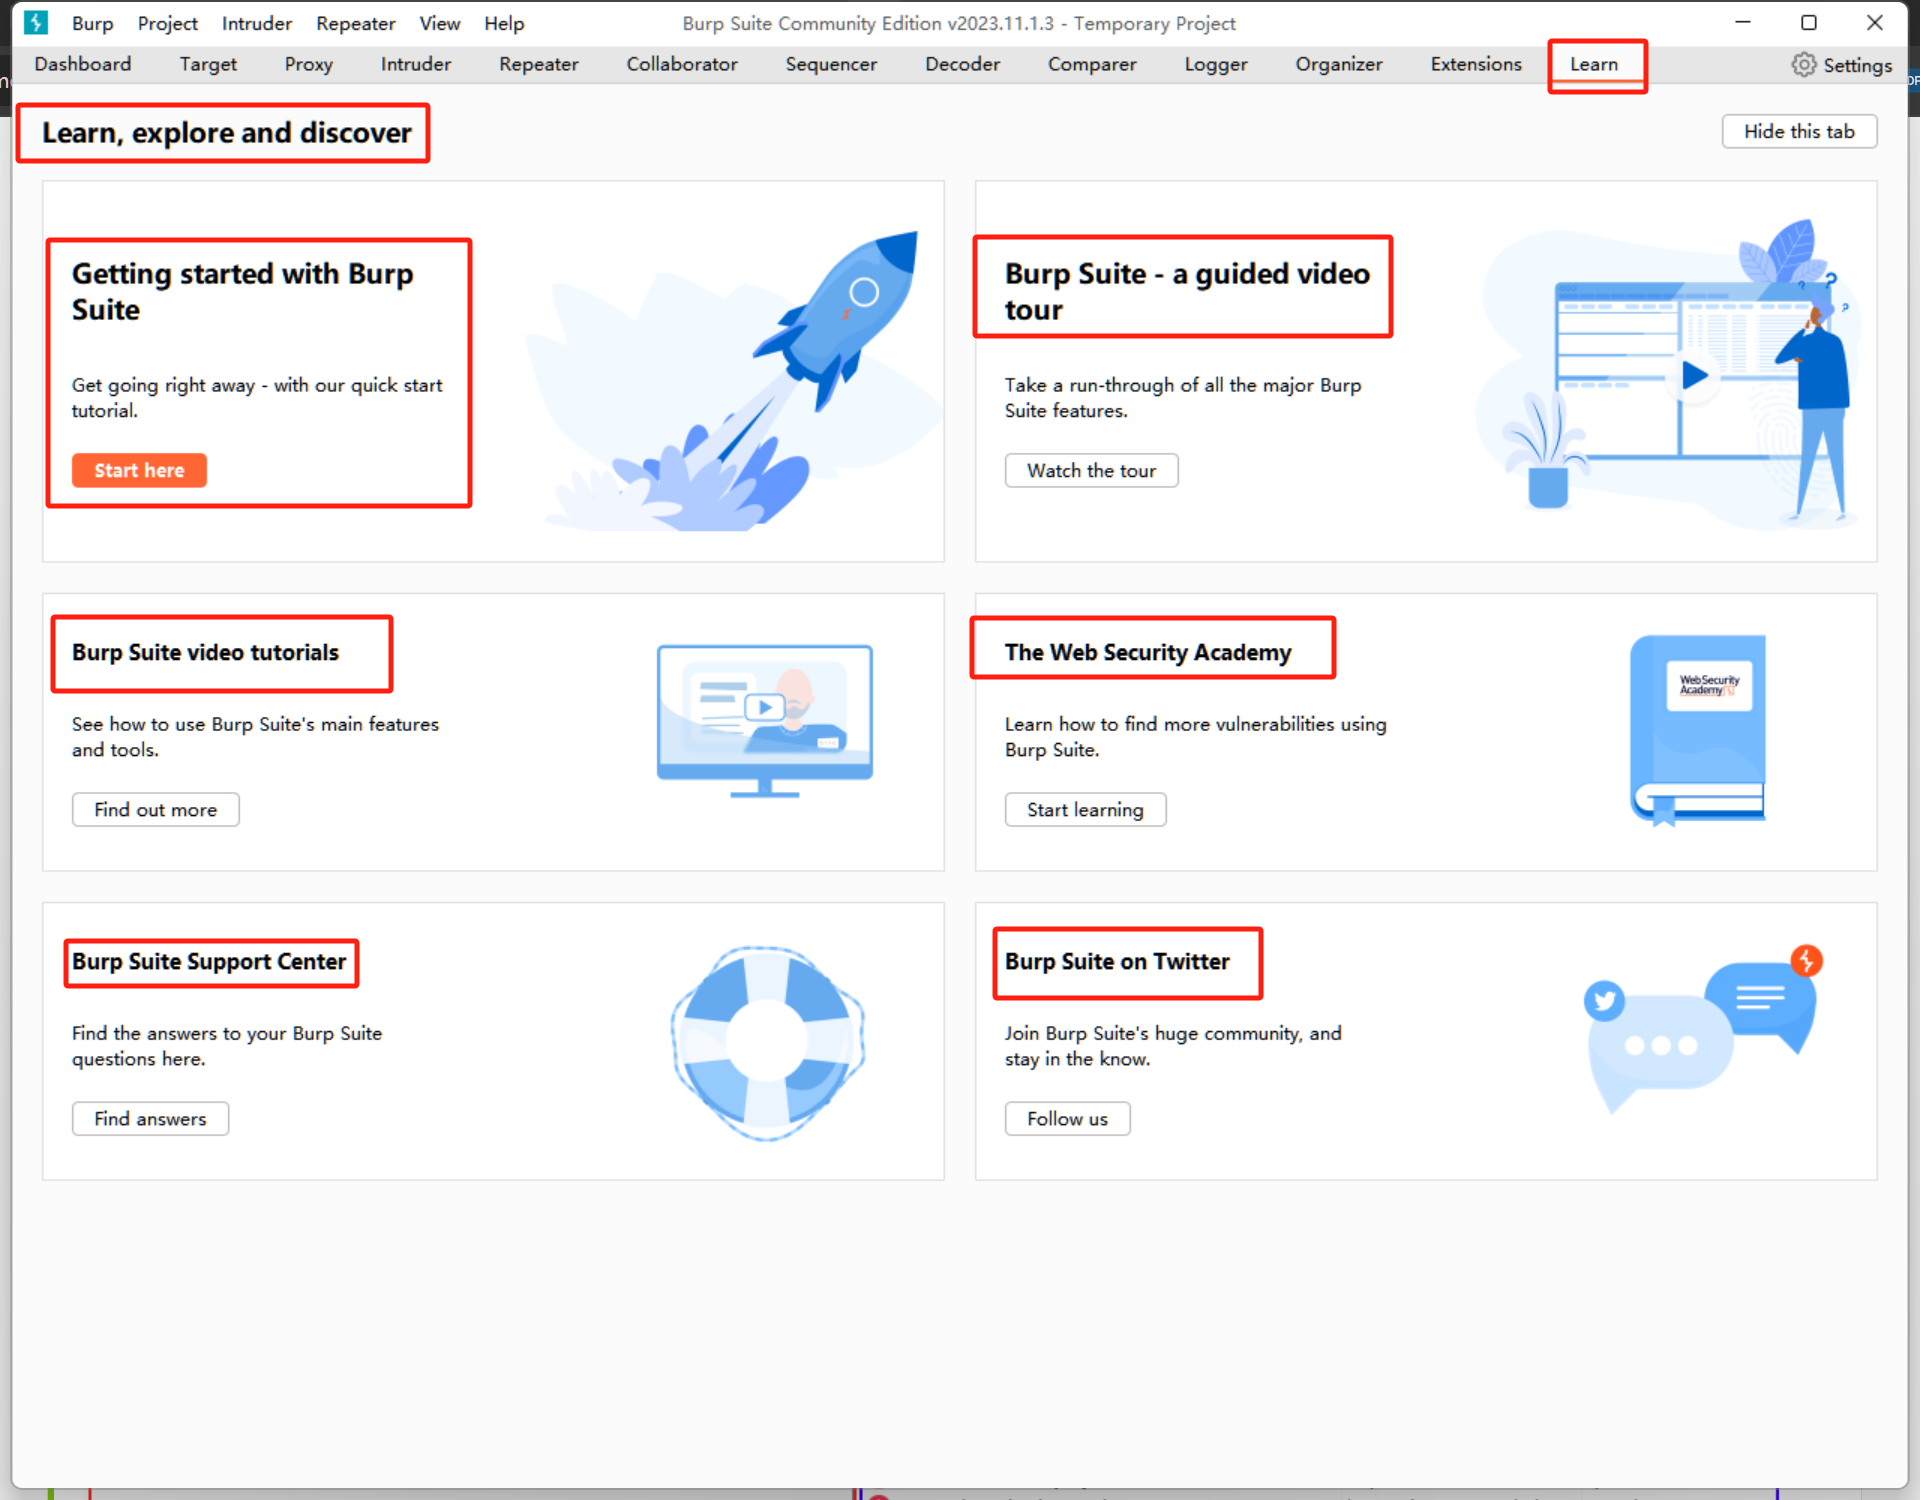 Burp Project Intruder Repeater View Help Burp Suite Community Edition v2023.11.1.3 - Temporary Project
Dashboard Target Proxy Intruder Repeater Collaborator Sequencer Decoder Comparer Logger Organizer Extensions Learn Settings
Learn, explore and discover
Hide this tab
Getting started with Burp
Suite
Get going right away - with our quick start
tutorial.
Start here
Burp Suite - a guided video
tour
Take a run-through of all the major Burp
Suite features.
Watch the tour
Burp Suite video tutorials
See how to use Burp Suite's main features
and tools.
Find out more
The Web Security Academy
Learn how to find more vulnerabilities using
Burp Suite.
Start learning
WebSecurity
Academy
Burp Suite Support Center
Find the answers to your Burp Suite
questions here.
Find answers
Burp Suite on Twitter
Join Burp Suite's huge community, and
stay in the know.
Follow us